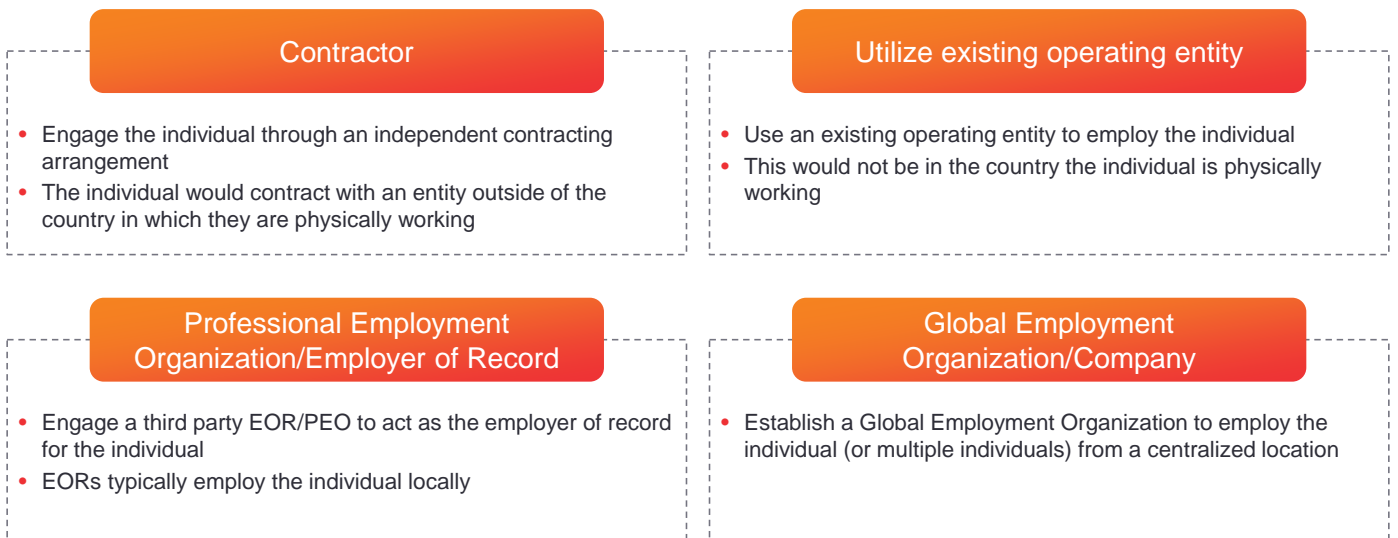 Contractor
• Engage the individual through an independent contracting
arrangement
• The individual would contract with an entity outside of the
country in which they are physically working
Utilize existing operating entity
• Use an existing operating entity to employ the individual
• This would not be in the country the individual is physically
working
Professional Employment
Organization/Employer of Record
• Engage a third party EOR/PEO to act as the employer of record
for the individual
• EORs typically employ the individual locally
Global Employment
Organization/Company
• Establish a Global Employment Organization to employ the
individual (or multiple individuals) from a centralized location